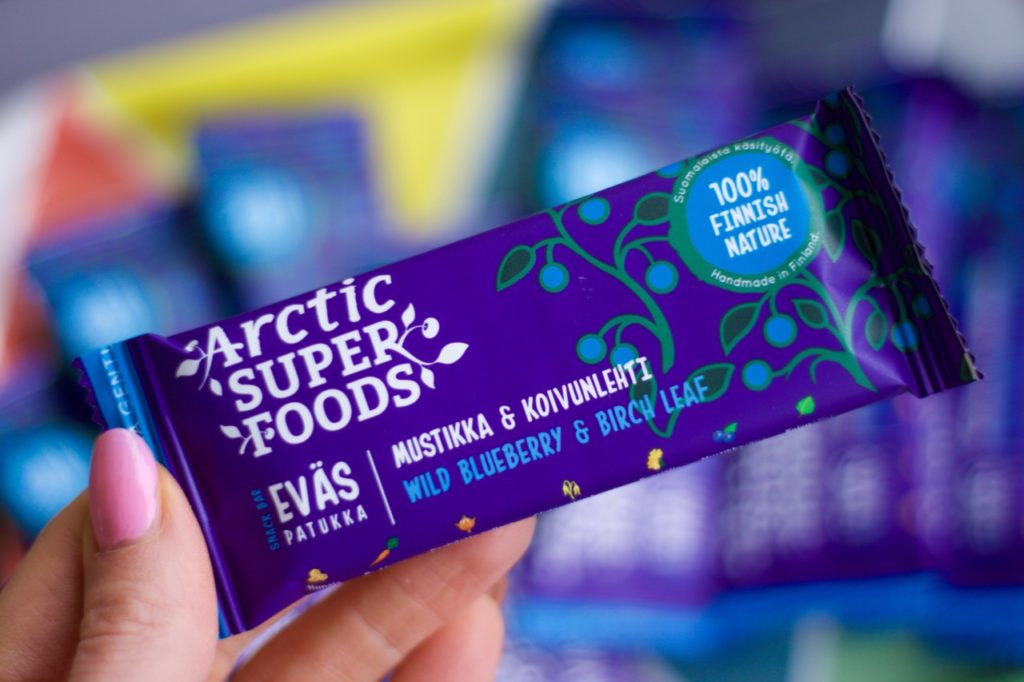 Arctic
SUPER
FOODS
SNACK BAR
EVÄS
PATUKKA
MUSTIKKA & KOIVUNLEHTI
WILD BLUEBERRY & BIRCH LEAF
Suomalaista käsityötä.
100%
FINNISH
NATURE
Handmade in Finland.